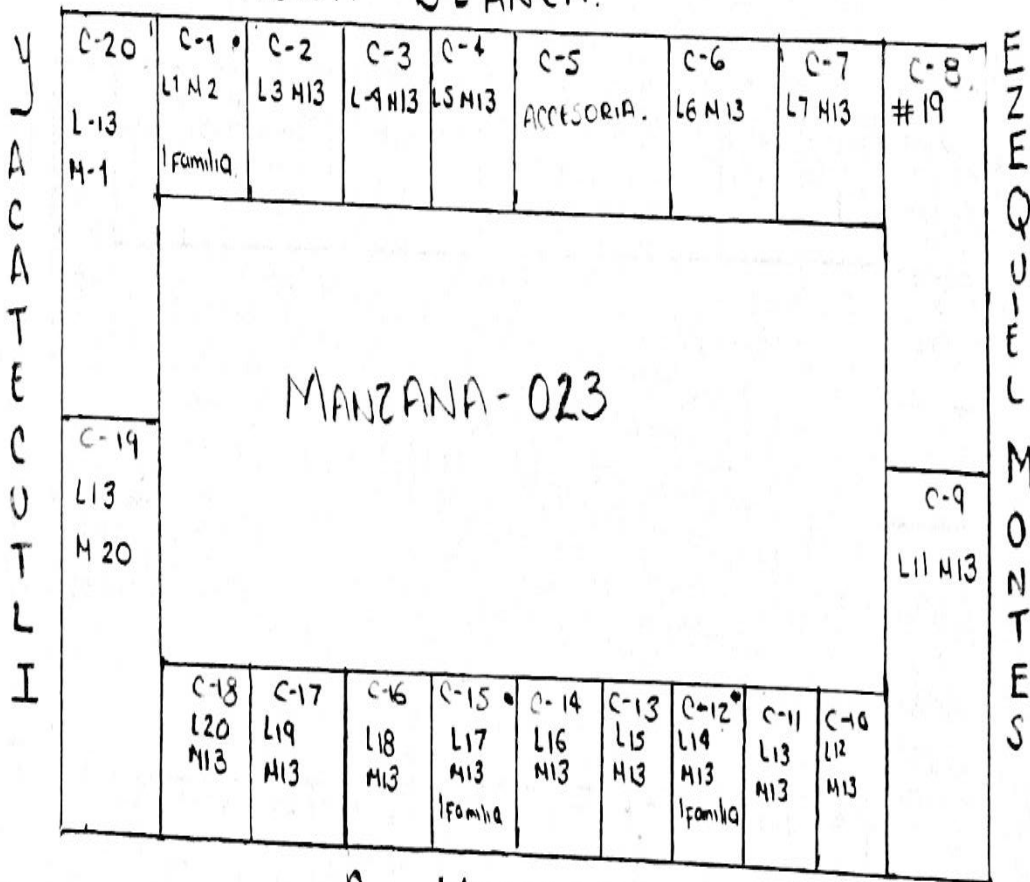 YACATECUTLI
EZEQUIEL MONTES
C-20
L-13
M-1
C-1
L1 M2
1 Familia
C-2
L3 M13
C-3
L-4 M13
C-4
L5 M13
C-5
ACCESORIA.
C-6
L6 M13
C-7
L7 M13
C-8
#19
MANZANA-023
C-19
L13
M20
C-9
L11 M13
C-18
L20
M13
C-17
L19
M13
C-16
L18
M13
C-15
L17
M13
1 Familia
C-14
L16
M13
C-13
L15
M13
C-12
L14
M13
1 Familia
C-11
L13
M13
C-10
L12
M13